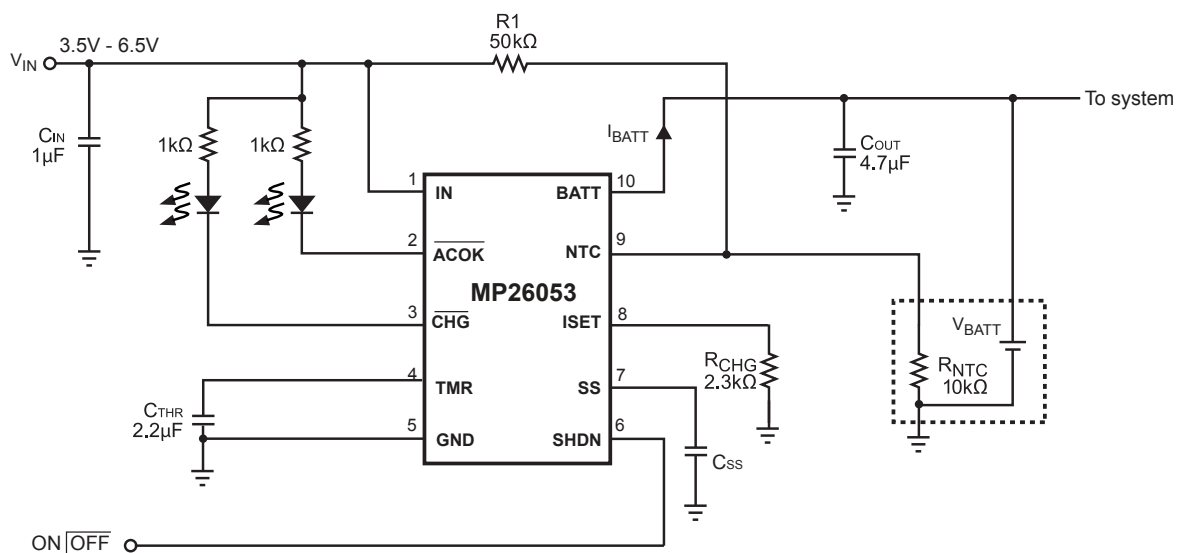 R1
50kΩ
VIN 3.5V - 6.5V
To system
IBATT
CIN
1µF
1kΩ 1kΩ
COUT
4.7µF
1 IN BATT 10
2 ACOK NTC 9
MP26053
3 CHG ISET 8
VBATT
RCHG
2.3kΩ
RNTC
10kΩ
4 TMR SS 7
CTHR
2.2µF
5 GND SHDN 6
CSS
ON OFF